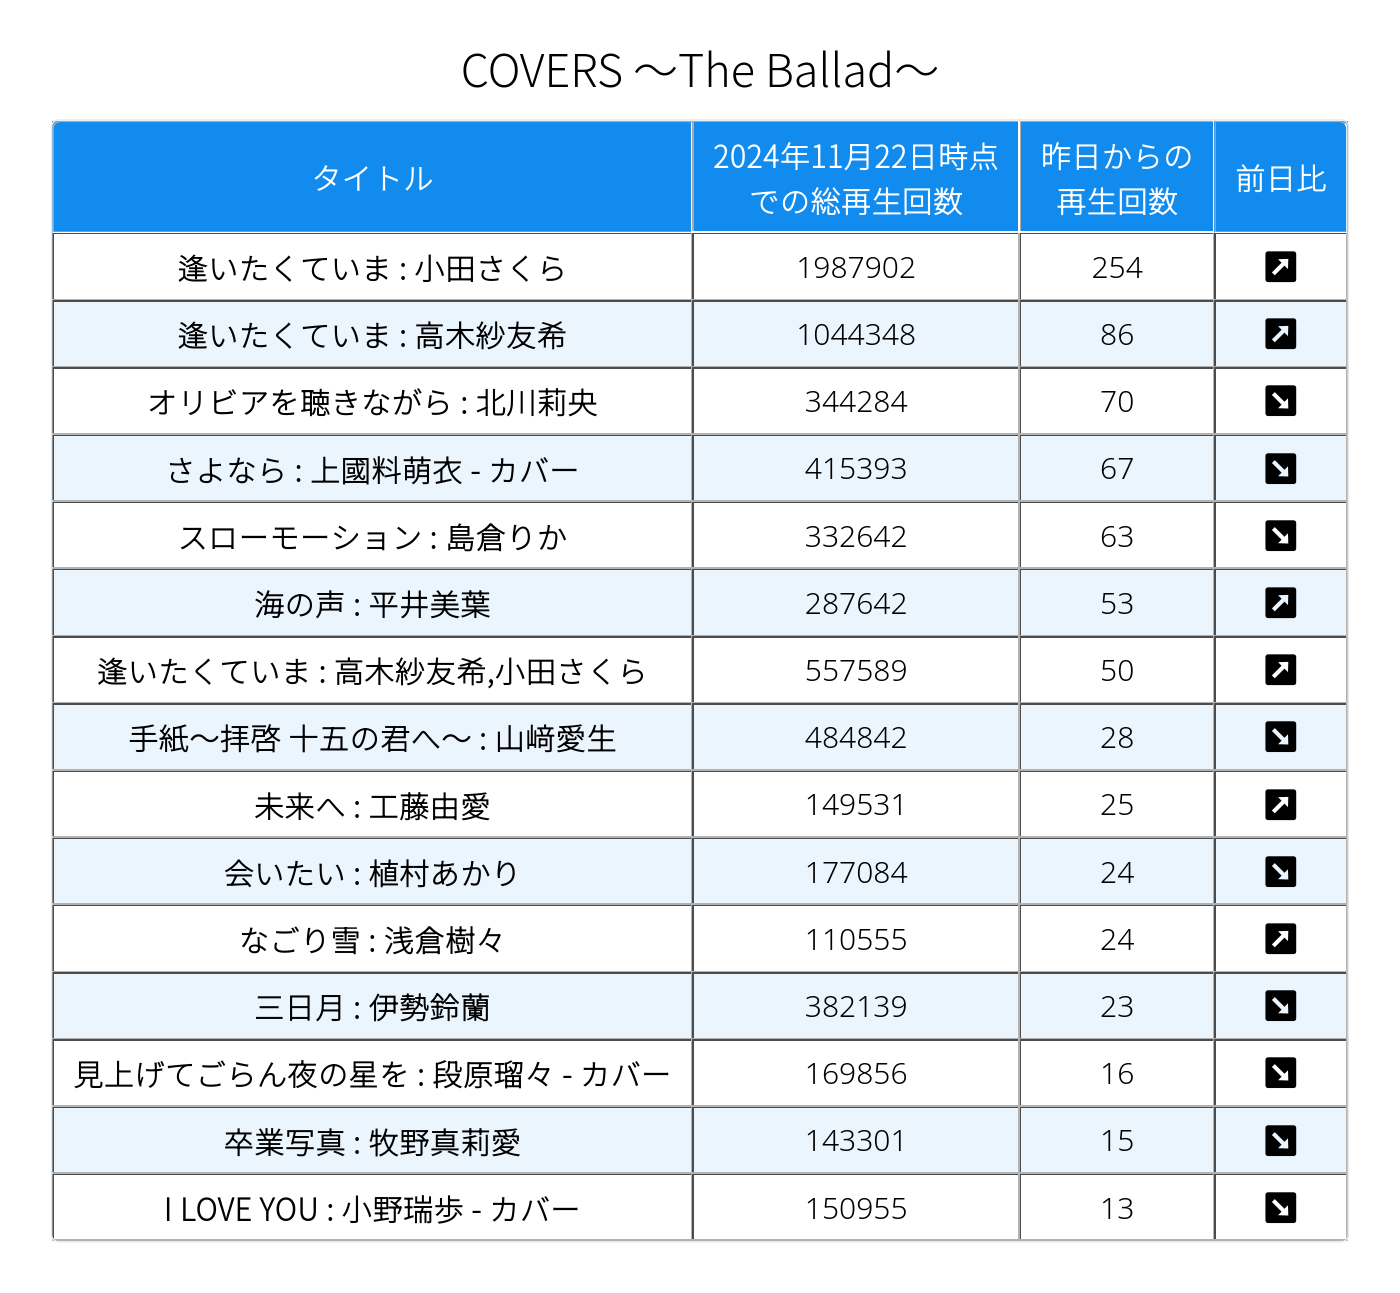 COVERS ～The Ballad～
タイトル
2024年11月22日時点
での総再生回数
昨日からの
再生回数
前日比
逢いたくていま : 小田さくら 1987902 254 ↗
逢いたくていま : 高木紗友希 1044348 86 ↗
オリビアを聴きながら : 北川莉央 344284 70 ↘
さよなら : 上國料萌衣 - カバー 415393 67 ↘
スローモーション : 島倉りか 332642 63 ↘
海の声 : 平井美葉 287642 53 ↗
逢いたくていま : 高木紗友希,小田さくら 557589 50 ↗
手紙～拝啓 十五の君へ～ : 山﨑愛生 484842 28 ↘
未来へ : 工藤由愛 149531 25 ↗
会いたい : 植村あかり 177084 24 ↘
なごり雪 : 浅倉樹々 110555 24 ↗
三日月 : 伊勢鈴蘭 382139 23 ↘
見上げてごらん夜の星を : 段原瑠々 - カバー 169856 16 ↘
卒業写真 : 牧野真莉愛 143301 15 ↘
I LOVE YOU : 小野瑞歩 - カバー 150955 13 ↘